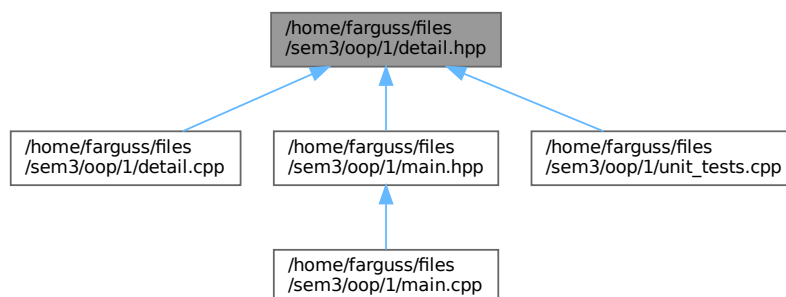 /home/farguss/files
/sem3/oop/1/detail.hpp
/home/farguss/files
/sem3/oop/1/detail.cpp
/home/farguss/files
/sem3/oop/1/main.hpp
/home/farguss/files
/sem3/oop/1/unit_tests.cpp
/home/farguss/files
/sem3/oop/1/main.cpp